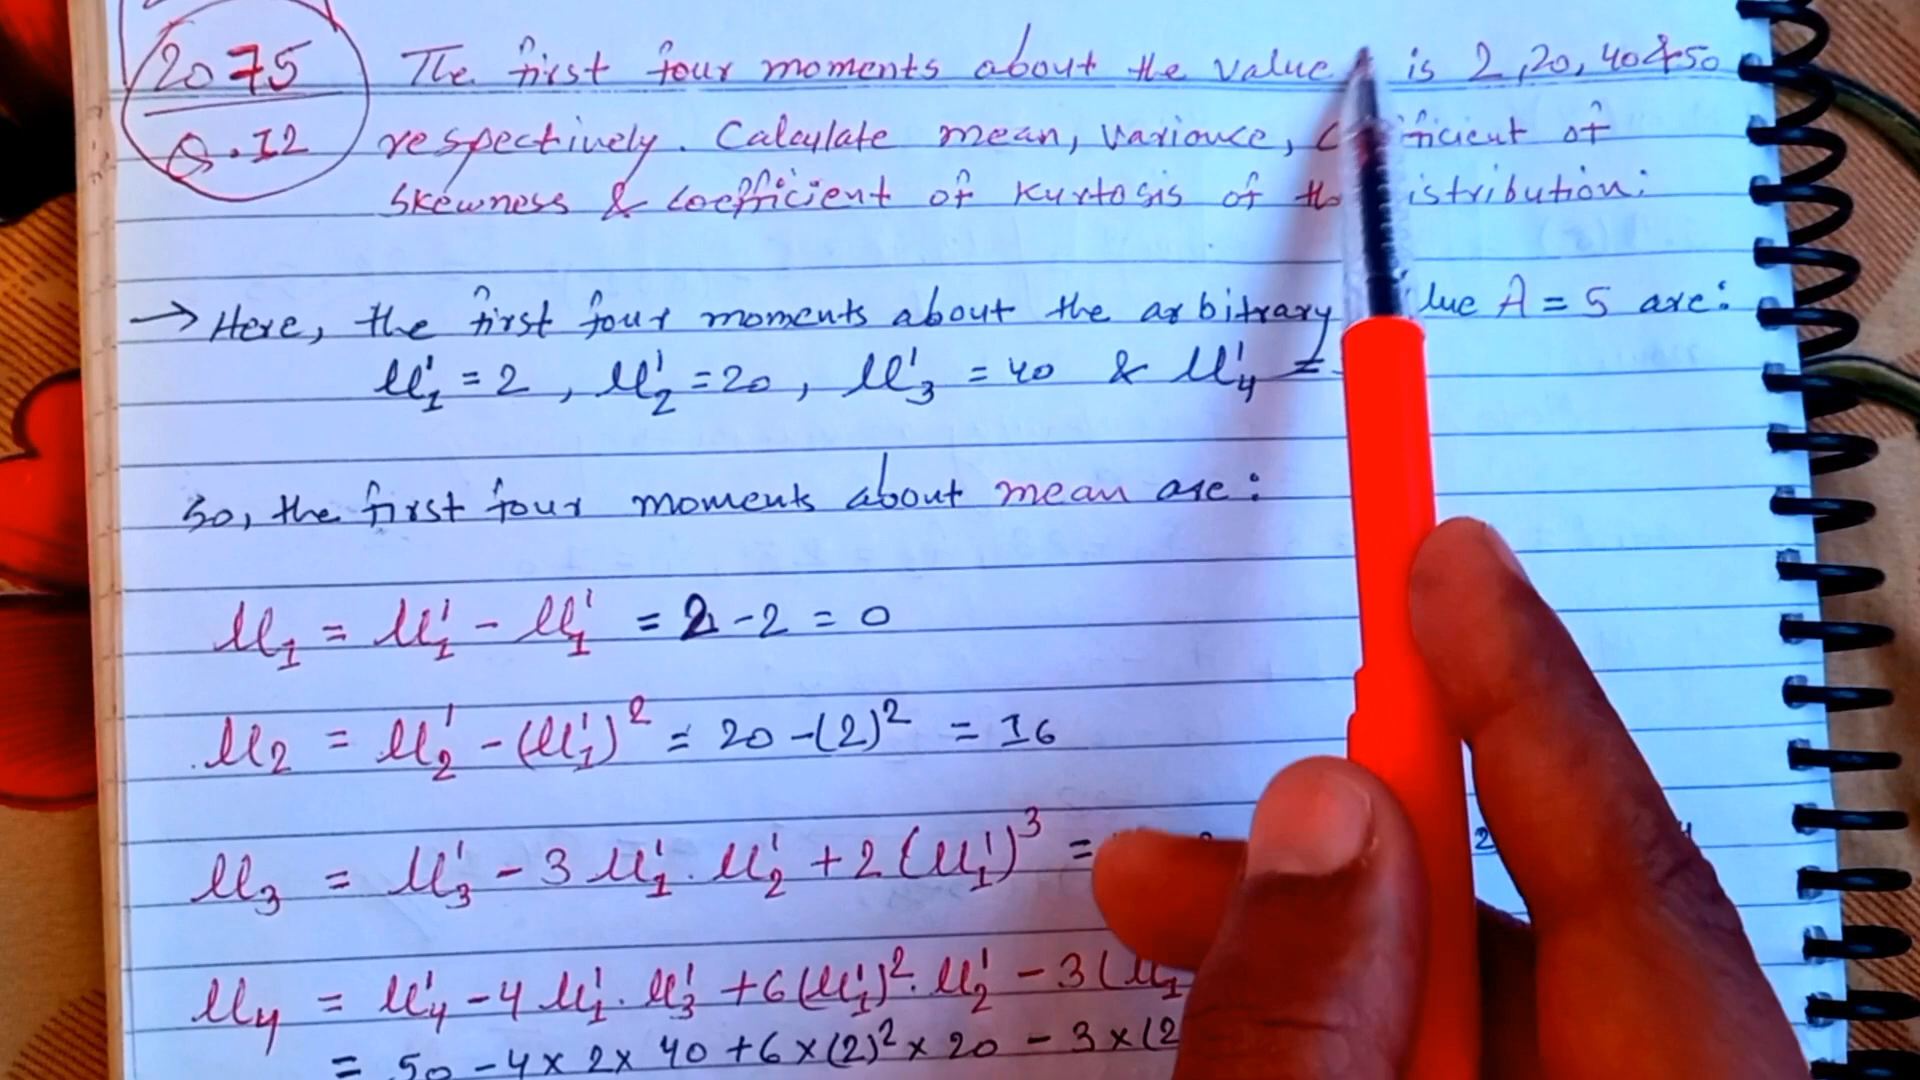 2075
Q.12
The first four moments about the value is 2, 20, 40 & 50
respectively. Calculate mean, variance, of
skewness & coefficient of kurtosis of
→ Here, the first four moments about the arbitrary A = 5 are:
μ'₁ = 2, μ'₂ = 20, μ'₃ = 40 & μ'₄ =
So, the first four moments about mean are:
μ₁ = μ'₁ - μ'₁ = 2 - 2 = 0
μ₂ = μ'₂ - (μ'₁)² = 20 - (2)² = 16
μ₃ = μ'₃ - 3 μ'₁ . μ'₂ + 2 (μ'₁)³ =
μ₄ = μ'₄ - 4 μ'₁ . μ'₃ + 6 (μ'₁)² . μ'₂ - 3 (μ'₁
= 50 - 4 × 2 × 40 + 6 × (2)² × 20 - 3 × (2